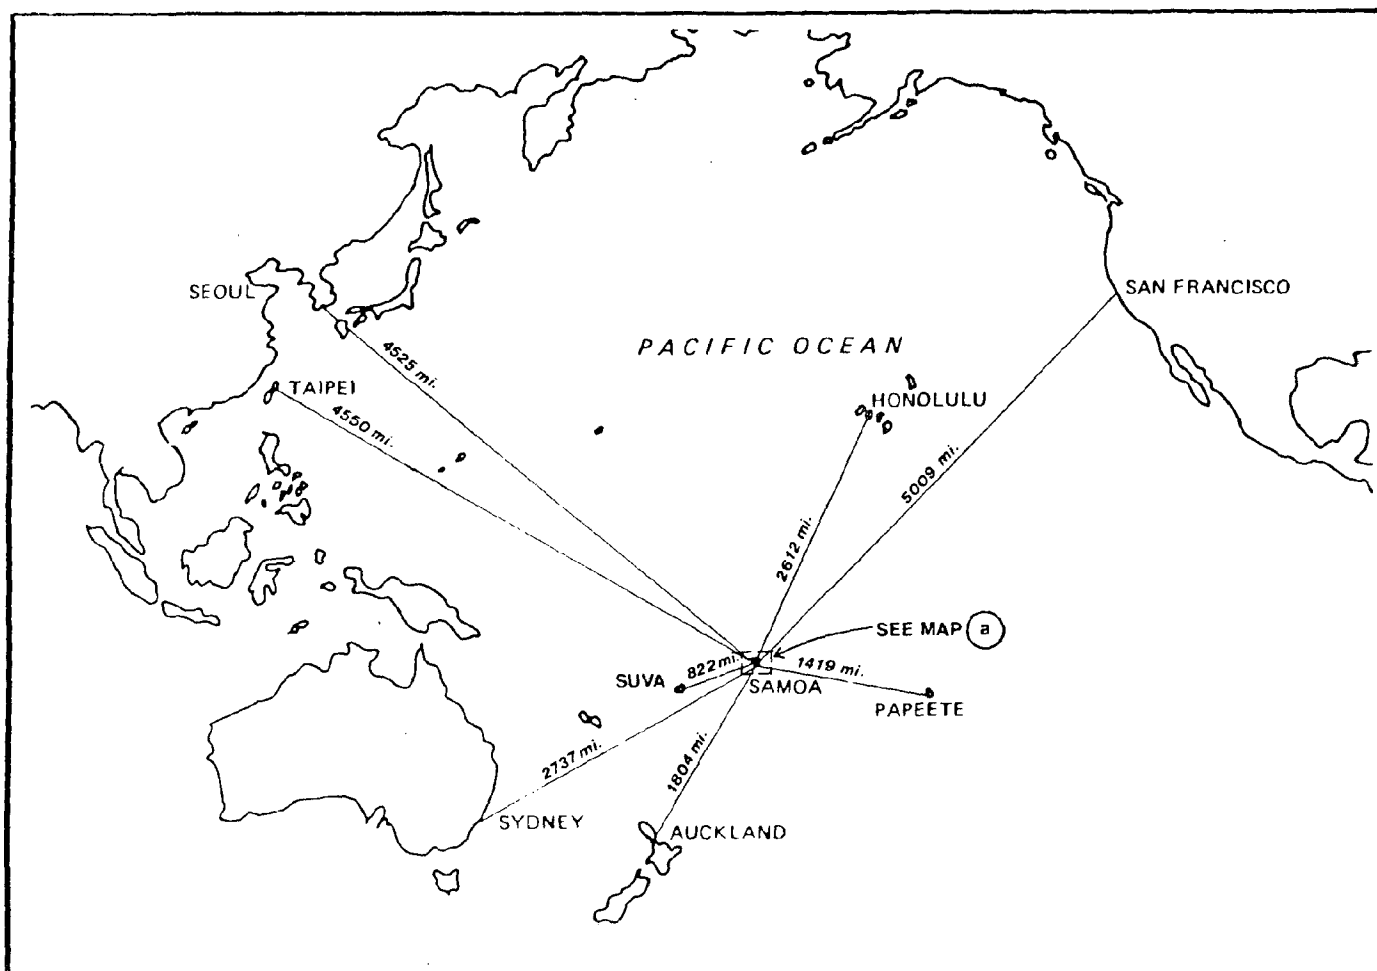 SEOUL
SAN FRANCISCO
PACIFIC OCEAN
4525 mi.
TAIPEI
HONOLULU
4550 mi.
5009 mi.
2612 mi.
SEE MAP a
822 mi.
1419 mi.
SUVA
SAMOA
PAPEETE
2737 mi.
1804 mi.
SYDNEY
AUCKLAND